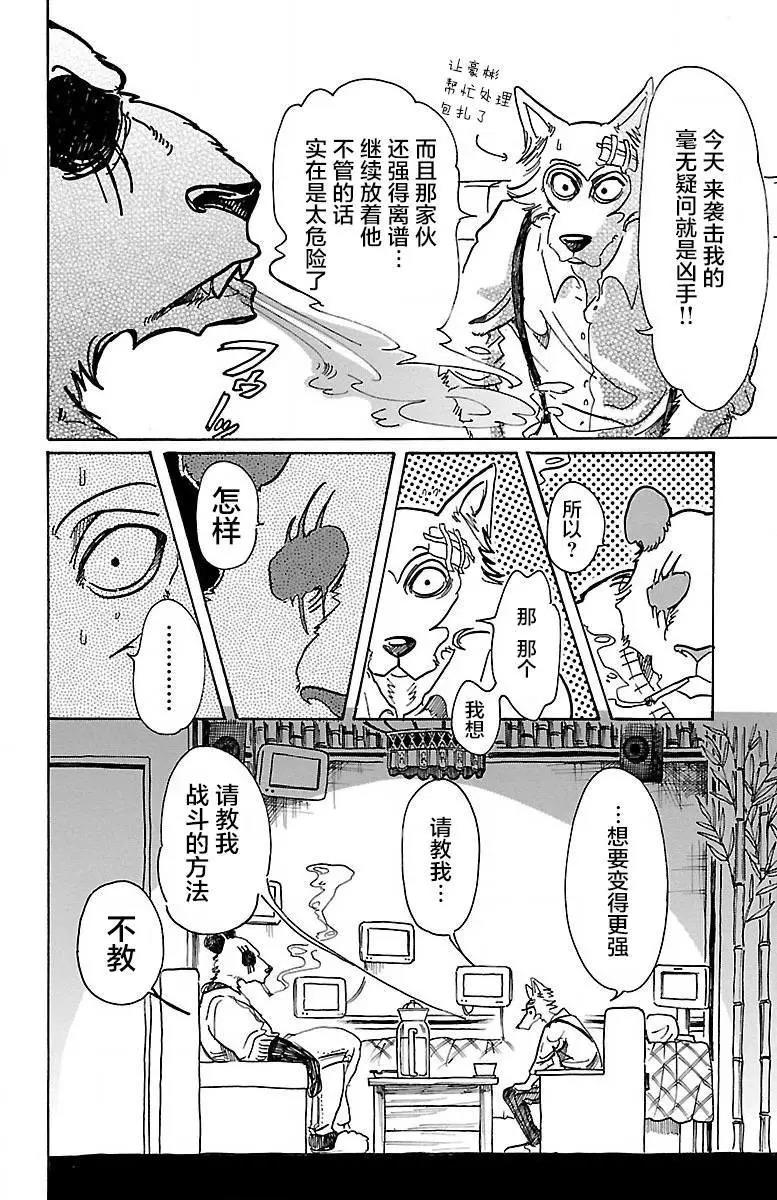 今天 来袭击我的
毫无疑问就是凶手!!
让豪彬
帮忙处理
包扎了
而且那家伙
还强得离谱…
继续放着他
不管的话
实在是太
危险了
フゥーッ
所以?
那 那个
我想
怎样
……
…想要变得更强
请教我…
请教我
战斗的方法
不教